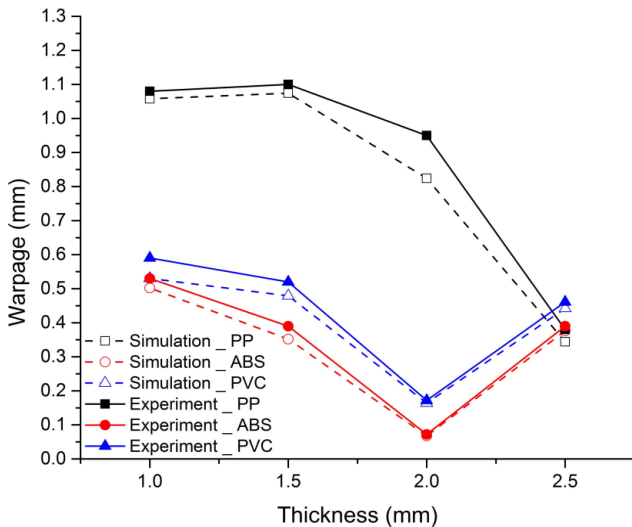 1.3
1.2
1.1
1.0
0.9
0.8
0.7
0.6
0.5
0.4
0.3
0.2
0.1
0.0
Warpage (mm)
Simulation _ PP
Simulation _ ABS
Simulation _ PVC
Experiment _ PP
Experiment _ ABS
Experiment _ PVC
1.0 1.5 2.0 2.5
Thickness (mm)